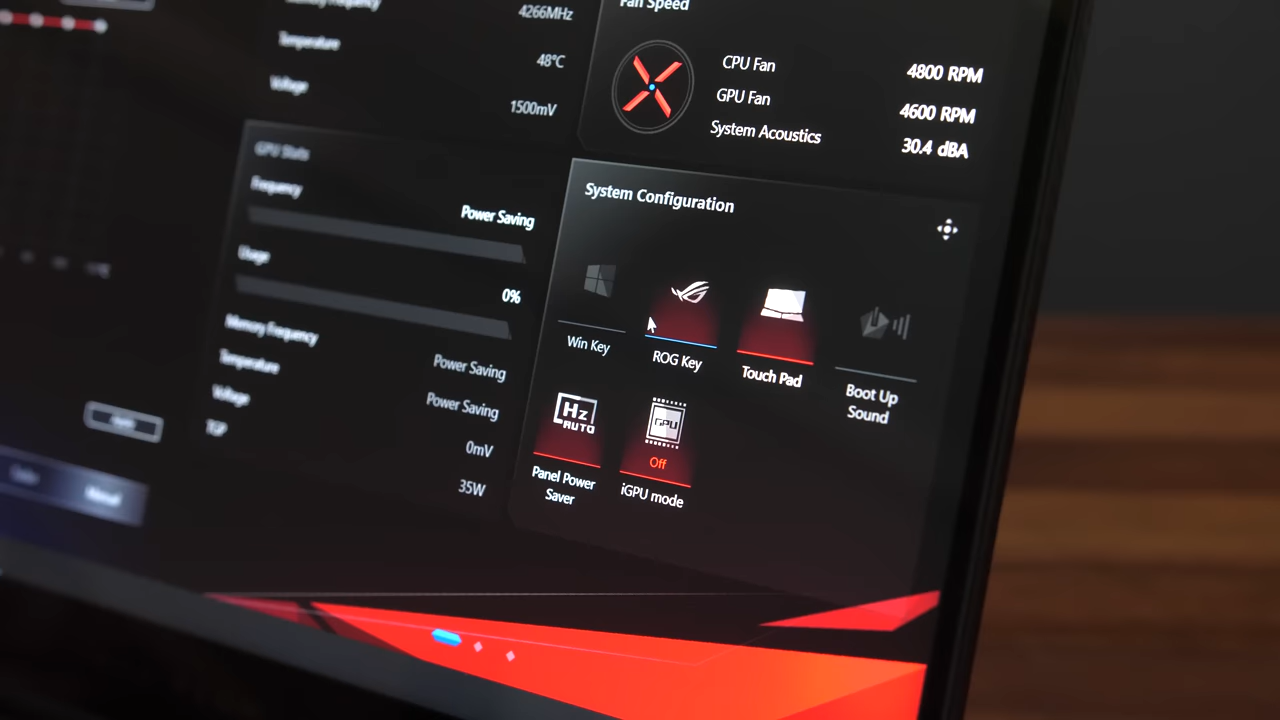 Memory Frequency
4266MHz
Temperature
48°C
Voltage
1500mV
Fan Speed
CPU Fan
4800 RPM
GPU Fan
4600 RPM
System Acoustics
30.4 dBA
GPU Stats
Frequency
Power Saving
Usage
0%
Memory Frequency
Power Saving
Temperature
Power Saving
Voltage
0mV
TGP
35W
System Configuration
Win Key
ROG Key
Touch Pad
Boot Up
Sound
Hz
AUTO
Panel Power
Saver
GPU
Off
iGPU mode
Manual